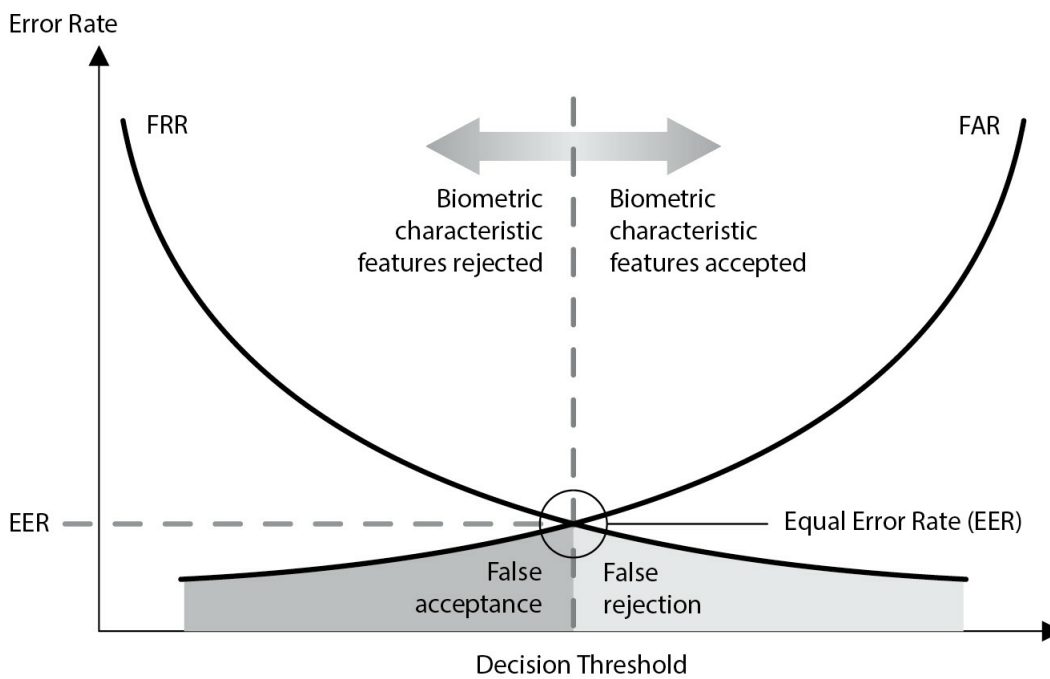 Error Rate
FRR
FAR
Biometric
characteristic
features rejected
Biometric
characteristic
features accepted
EER
Equal Error Rate (EER)
False
acceptance
False
rejection
Decision Threshold